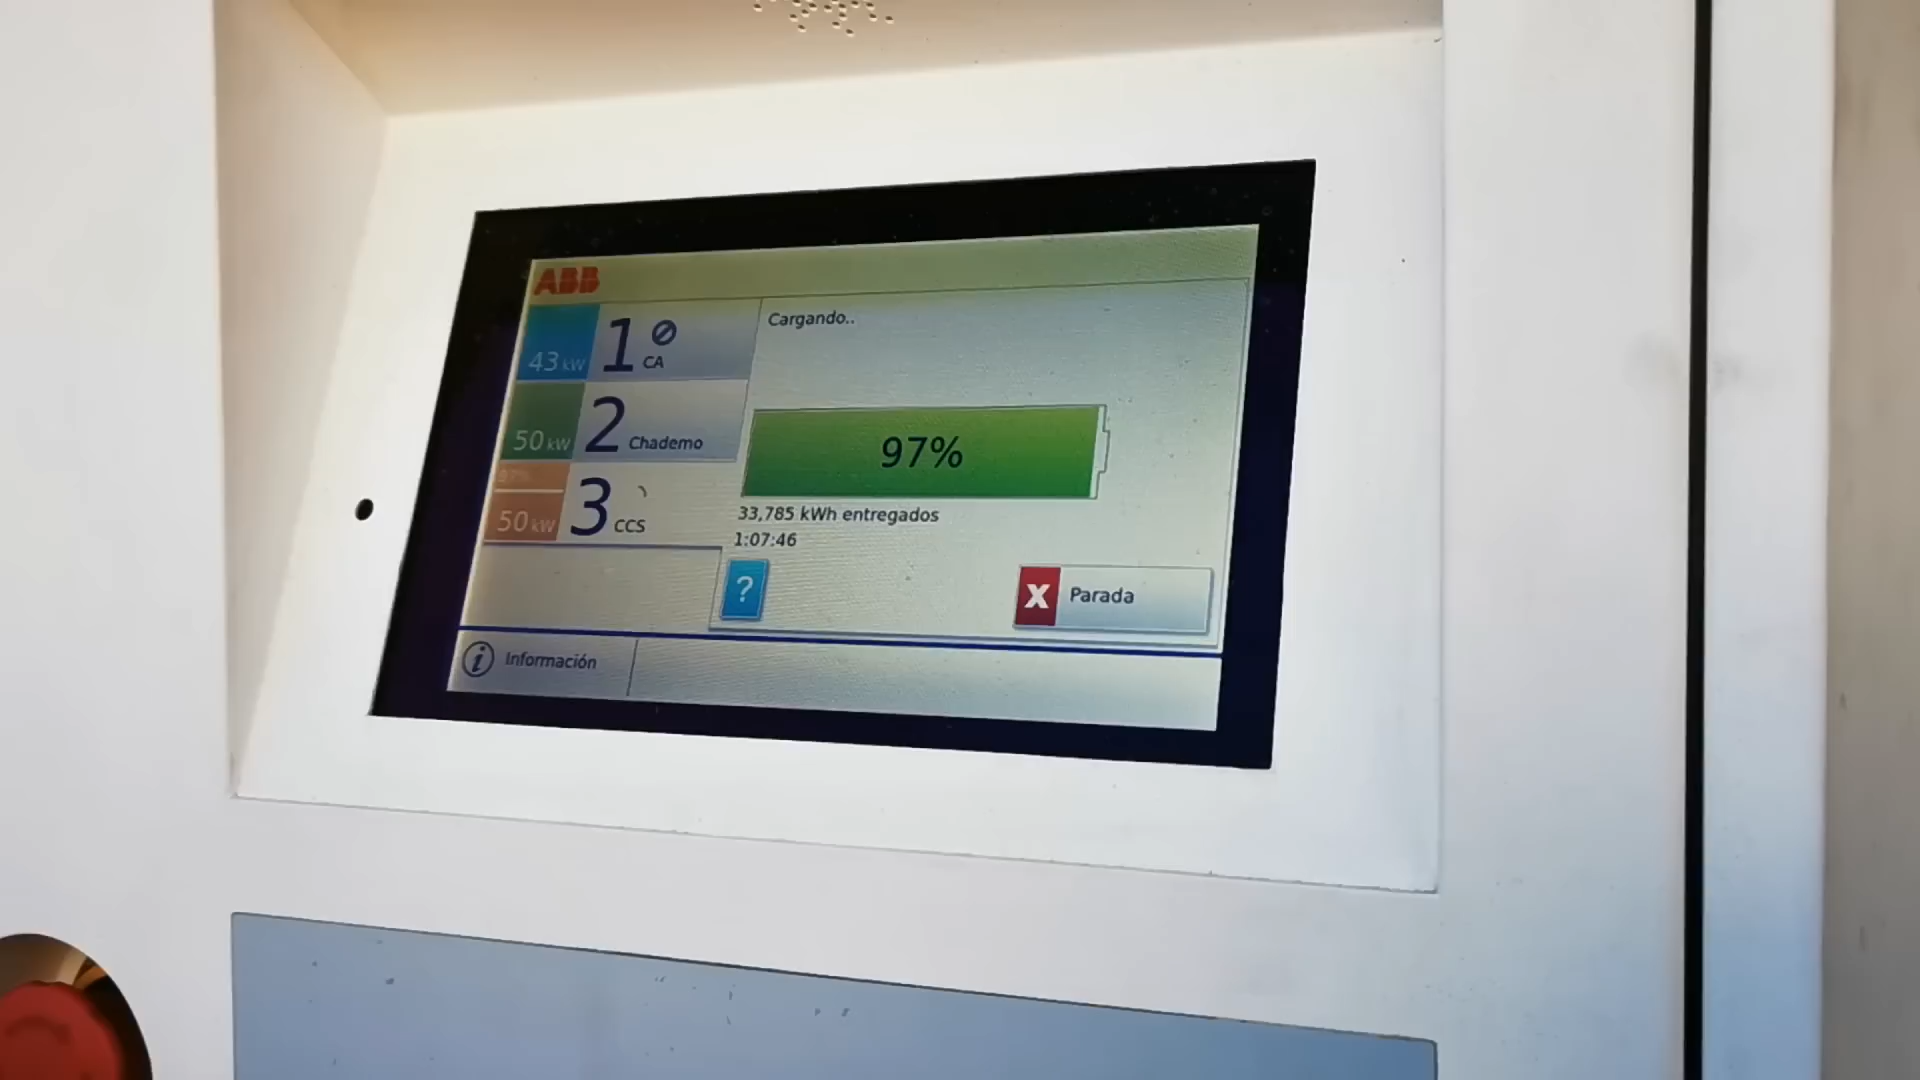 ABB
43 kW 1 CA
50 kW 2 Chademo
97%
50 kW 3 CCS
Cargando..
97%
33,785 kWh entregados
1:07:46
?
X Parada
i Información